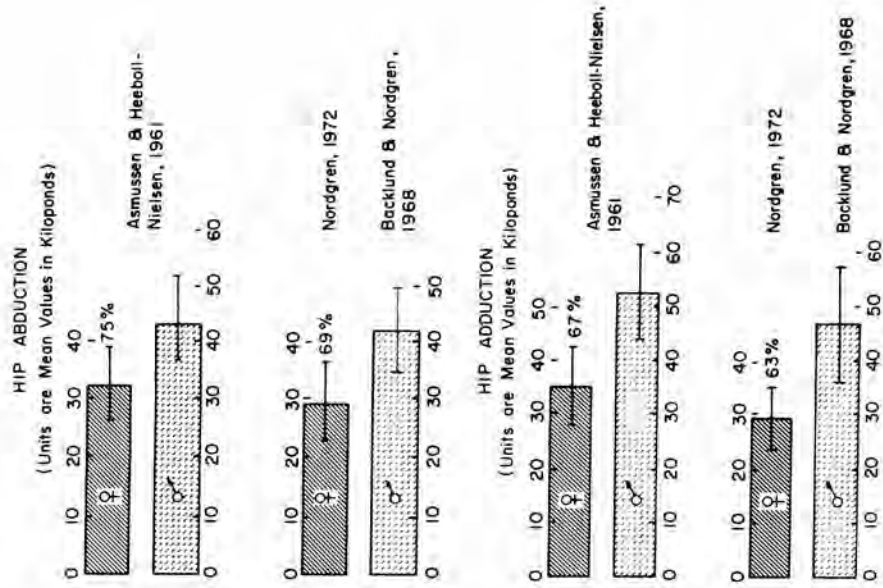 HIP ABDUCTION
(Units are Mean Values in Kiloponds)
0 10 20 30 40
♀
75%
Asmussen & Heeboll-
Nielsen, 1961
♂
0 10 20 30 40 50 60
0 10 20 30 40
♀
69%
Nordgren, 1972
♂
Backlund & Nordgren,
1968
0 10 20 30 40 50
HIP ADDUCTION
(Units are Mean Values in Kiloponds)
0 10 20 30 40 50
♀
67%
Asmussen & Heeboll-Nielsen,
1961
♂
0 10 20 30 40 50 60 70
0 10 20 30 40
♀
63%
Nordgren, 1972
♂
Backlund & Nordgren, 1968
0 10 20 30 40 50 60